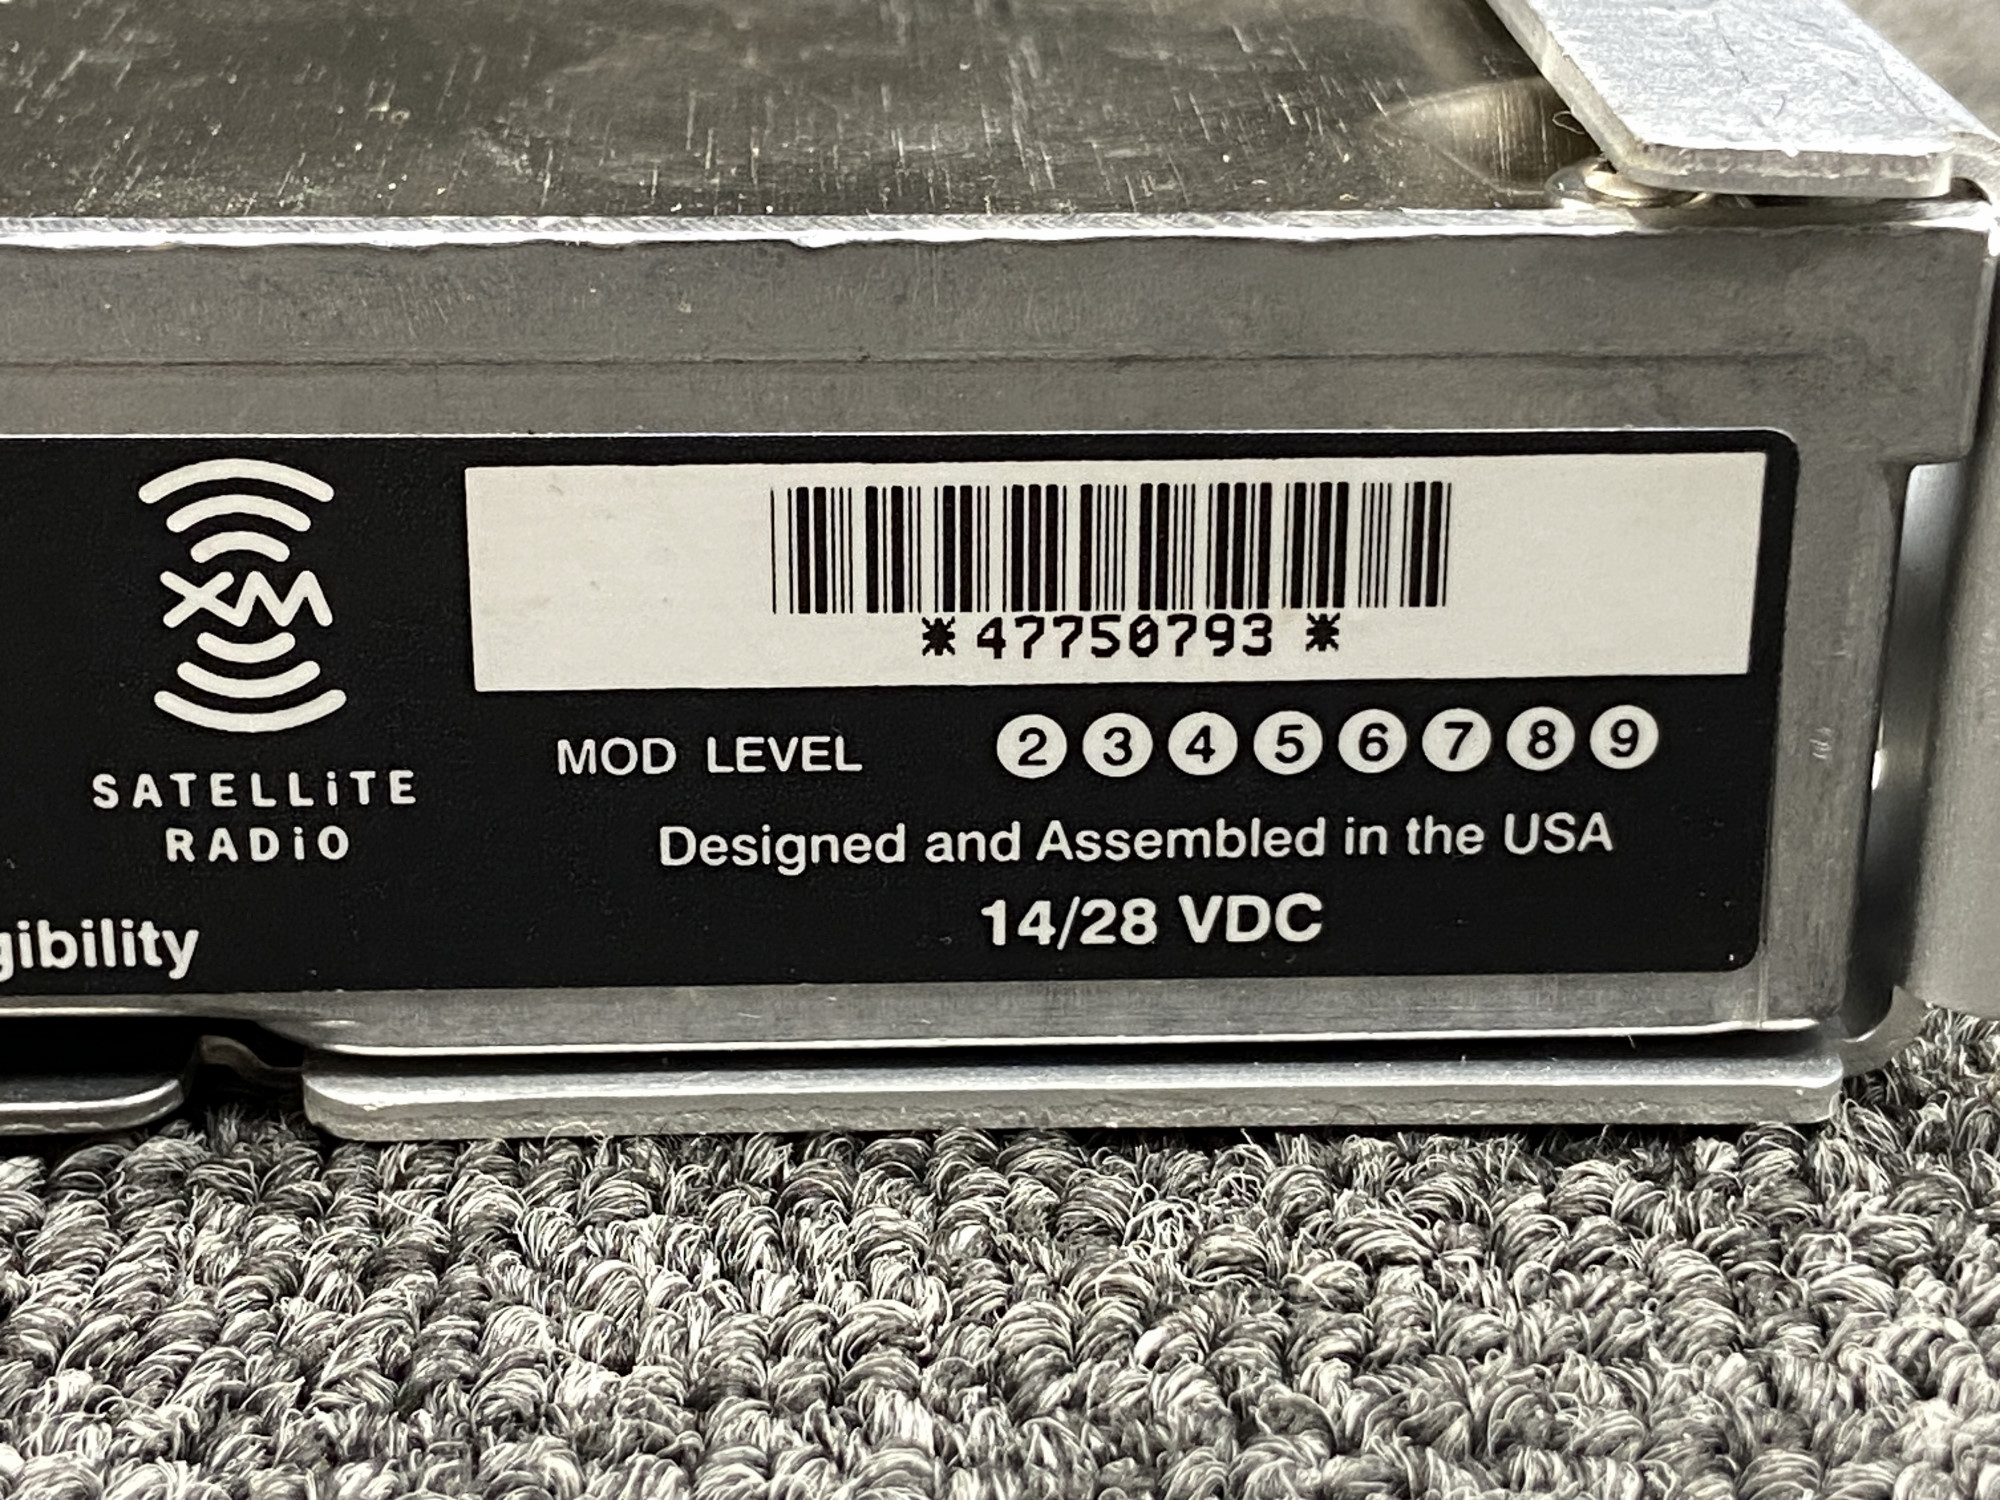 XM
SATELLiTE
RADiO
*47750793 *
MOD LEVEL 2 3 4 5 6 7 8 9
Designed and Assembled in the USA
14/28 VDC
gibility